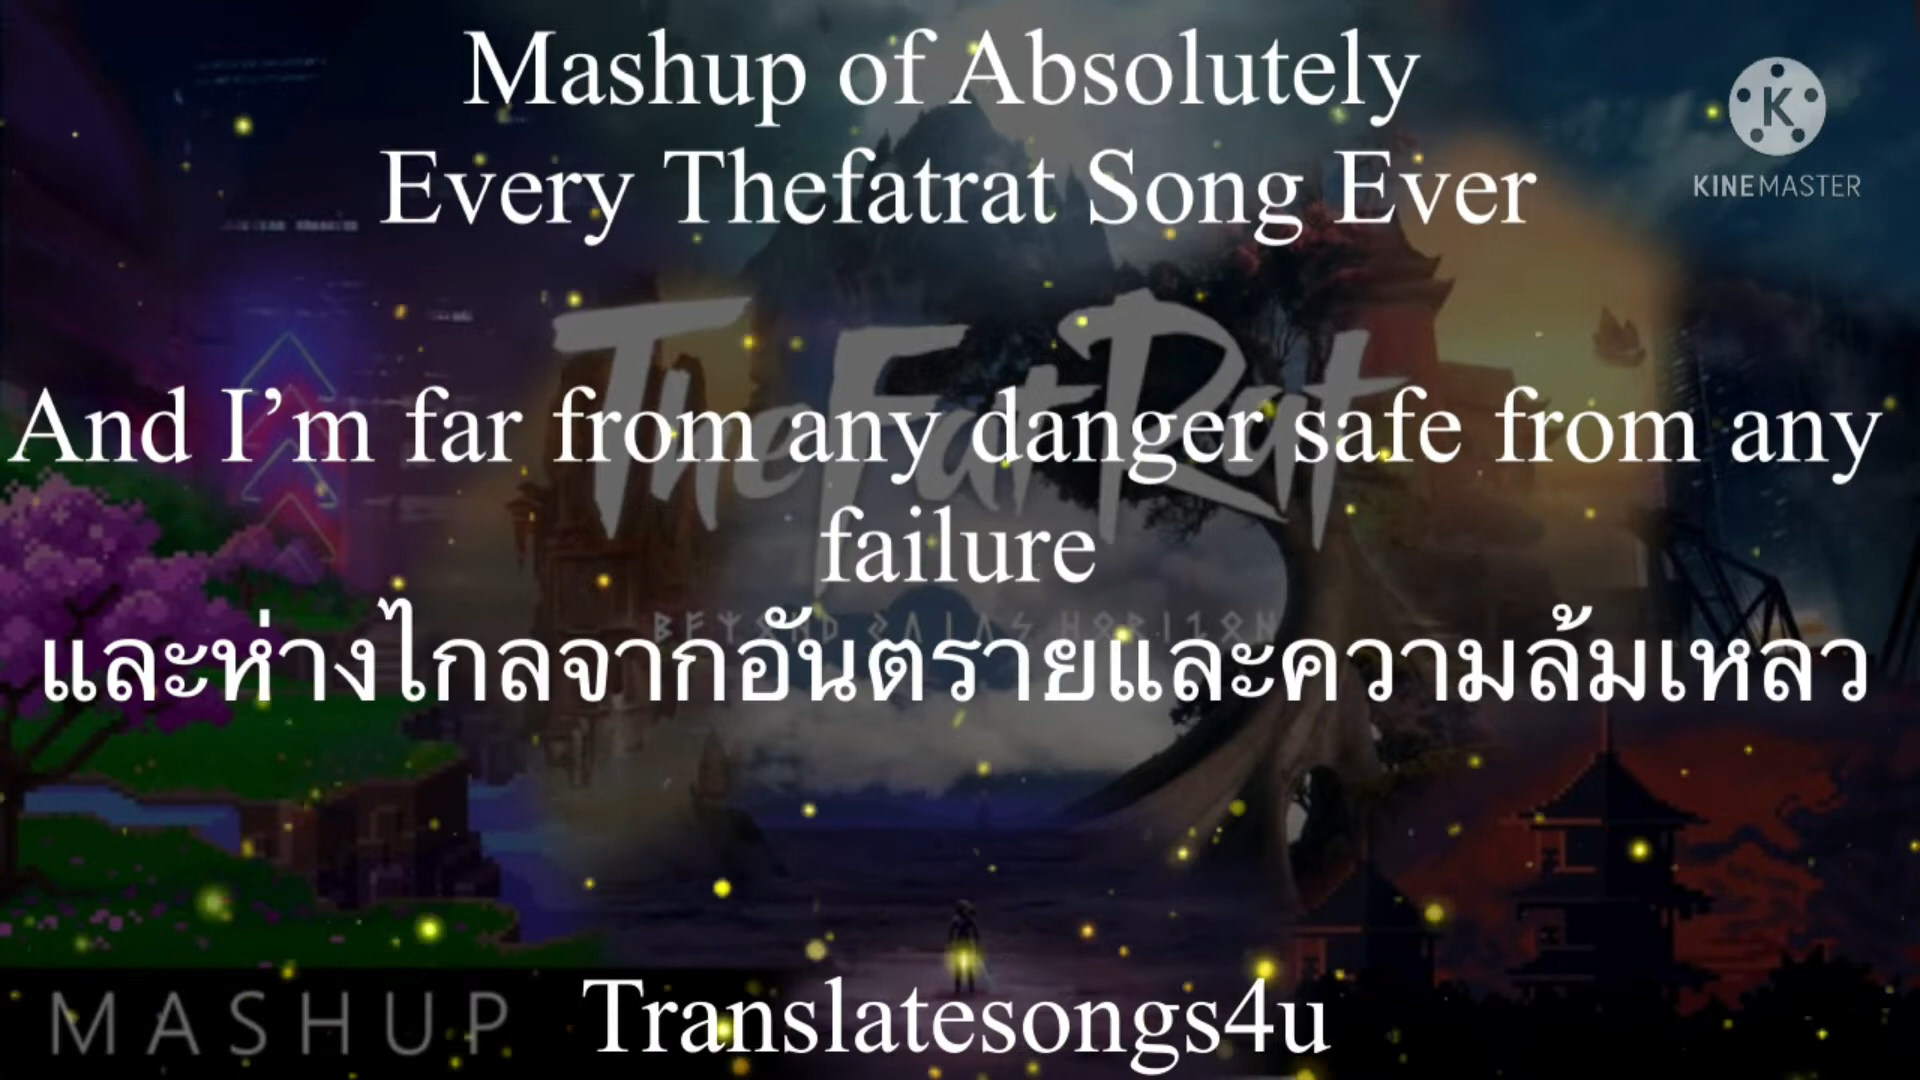 Mashup of Absolutely
Every Thefatrat Song Ever
KINEMASTER
TheFatRat
And I’m far from any danger safe from any
failure
และห่างไกลจากอันตรายและความล้มเหลว
MASHUP
Translatesongs4u